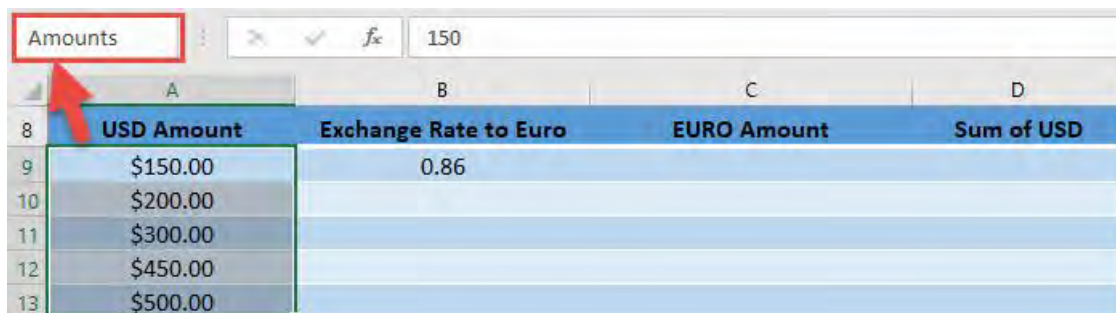 Amounts fx 150
A B C D
8 USD Amount Exchange Rate to Euro EURO Amount Sum of USD
9 $150.00 0.86
10 $200.00
11 $300.00
12 $450.00
13 $500.00